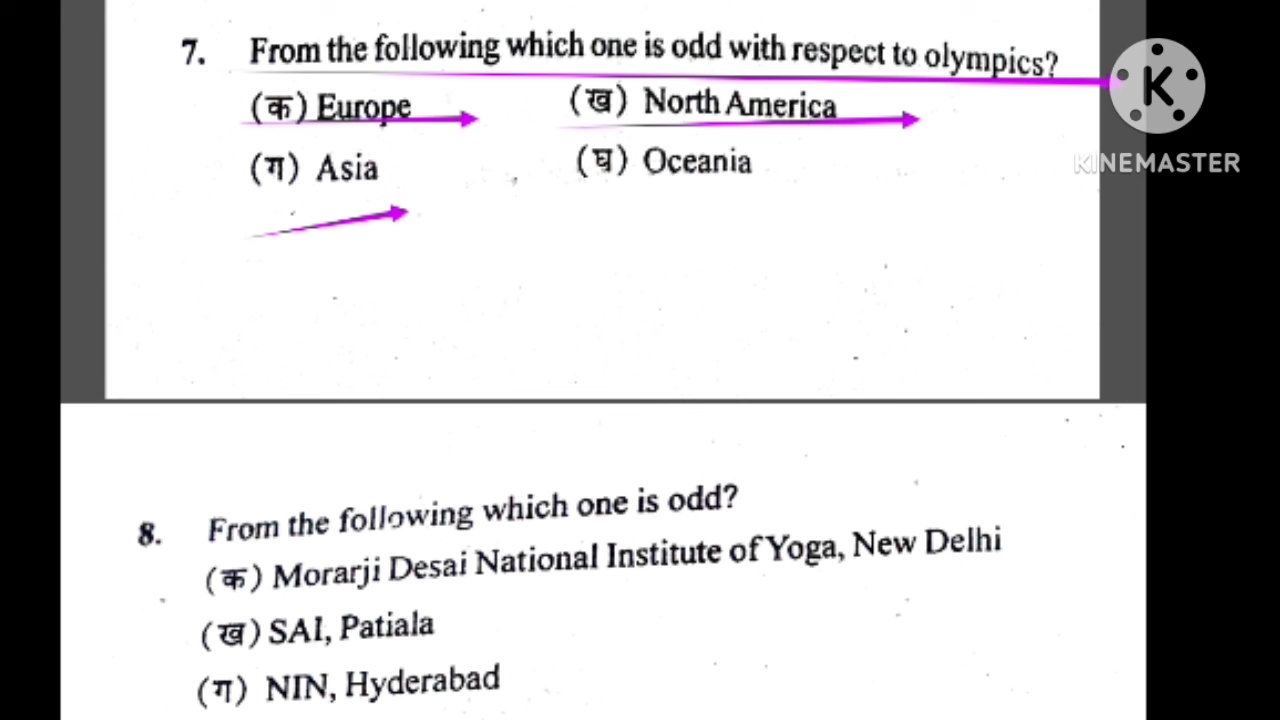 7. From the following which one is odd with respect to olympics?
(क) Europe (ख) North America
(ग) Asia (घ) Oceania
K
KINEMASTER
8. From the following which one is odd?
(क) Morarji Desai National Institute of Yoga, New Delhi
(ख) SAI, Patiala
(ग) NIN, Hyderabad